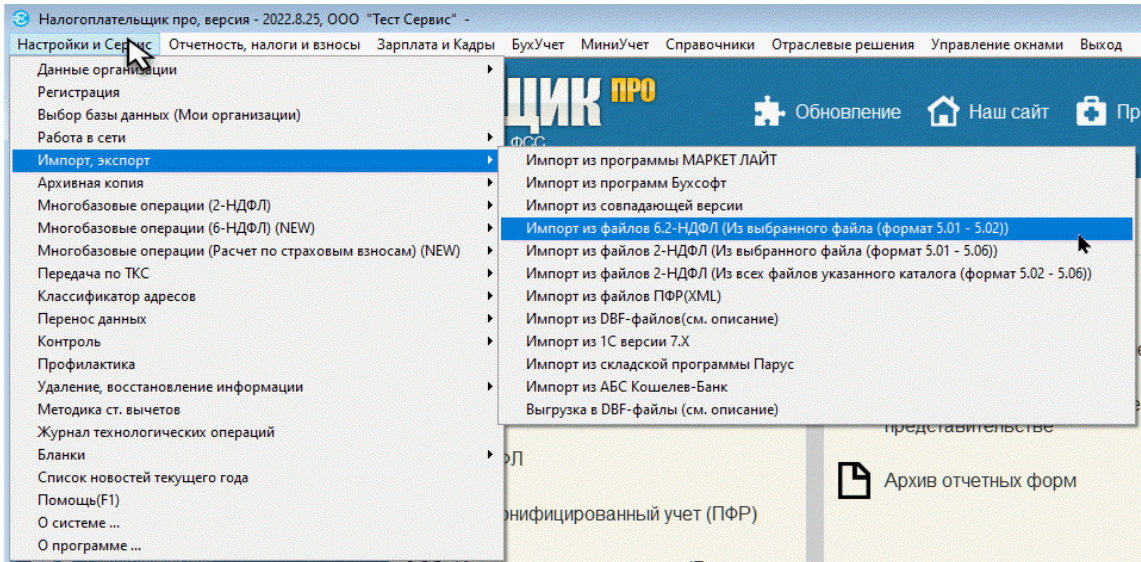 Налогоплательщик про, версия - 2022.8.25, ООО "Тест Сервис" -
Настройки и Сервис Отчетность, налоги и взносы Зарплата и Кадры БухУчет МиниУчет Справочники Отраслевые решения Управление окнами Выход
Данные организации
Регистрация
Выбор базы данных (Мои организации)
Работа в сети
Импорт, экспорт
Архивная копия
Многобазовые операции (2-НДФЛ)
Многобазовые операции (6-НДФЛ) (NEW)
Многобазовые операции (Расчет по страховым взносам) (NEW)
Передача по ТКС
Классификатор адресов
Перенос данных
Контроль
Профилактика
Удаление, восстановление информации
Методика ст. вычетов
Журнал технологических операций
Бланки
Список новостей текущего года
Помощь(F1)
О системе ...
О программе ...
ЩИК ПРО
ФСС
Обновление
Наш сайт
Пр
Импорт из программы МАРКЕТ ЛАЙТ
Импорт из программ Бухсофт
Импорт из совпадающей версии
Импорт из файлов 6.2-НДФЛ (Из выбранного файла (формат 5.01 - 5.02))
Импорт из файлов 2-НДФЛ (Из выбранного файла (формат 5.01 - 5.06))
Импорт из файлов 2-НДФЛ (Из всех файлов указанного каталога (формат 5.02 - 5.06))
Импорт из файлов ПФР(XML)
Импорт из DBF-файлов(см. описание)
Импорт из 1С версии 7.X
Импорт из складской программы Парус
Импорт из АБС Кошелев-Банк
Выгрузка в DBF-файлы (см. описание)
представительстве
Архив отчетных форм
ФЛ
онифицированный учет (ПФР)